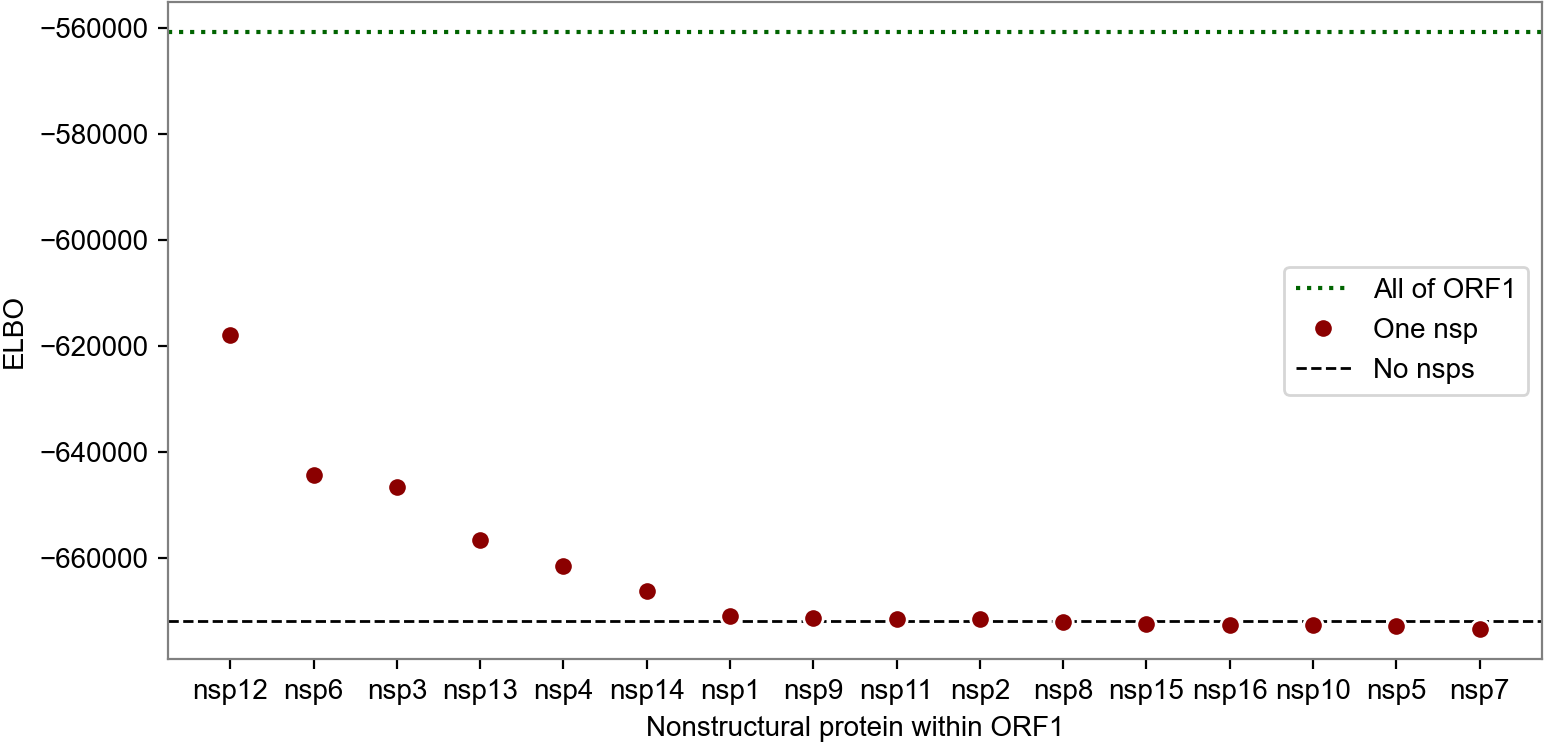 −560000
−580000
−600000
−620000
−640000
−660000
ELBO
All of ORF1
One nsp
No nsps
nsp12 nsp6 nsp3 nsp13 nsp4 nsp14 nsp1 nsp9 nsp11 nsp2 nsp8 nsp15 nsp16 nsp10 nsp5 nsp7
Nonstructural protein within ORF1